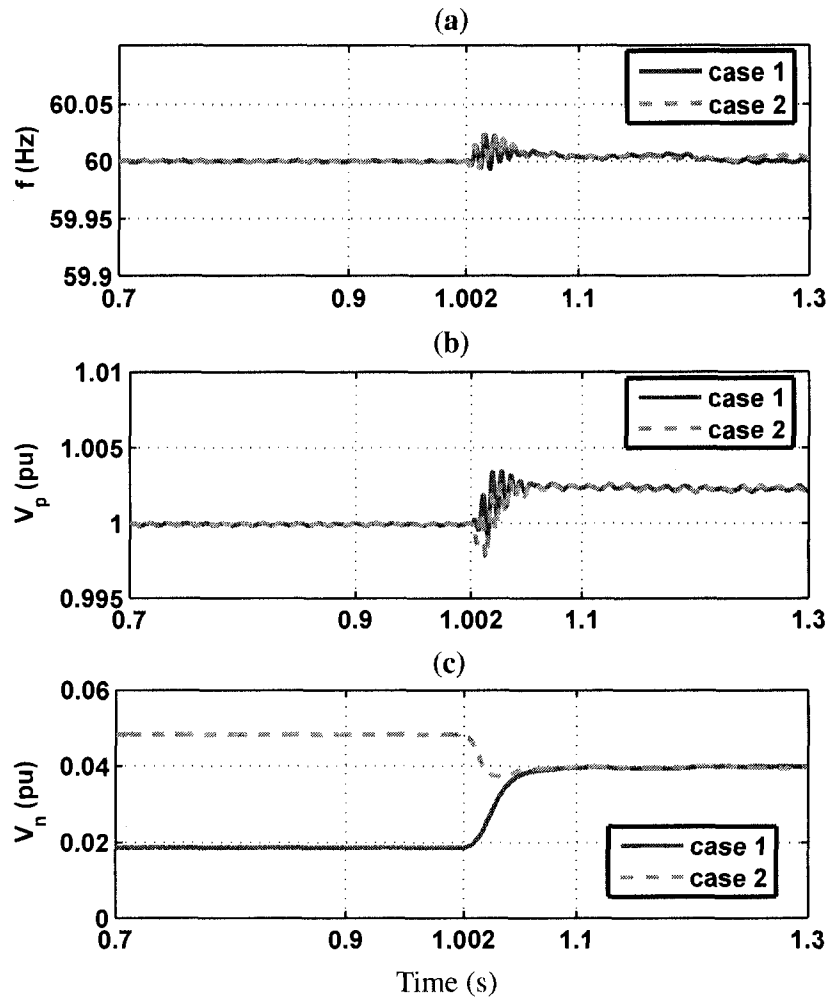 (a)
60.05
60
59.95
59.9
f (Hz)
case 1
case 2
0.7
0.9
1.002
1.1
1.3
(b)
1.01
1.005
1
0.995
V_p (pu)
case 1
case 2
0.7
0.9
1.002
1.1
1.3
(c)
0.06
0.04
0.02
0
V_n (pu)
case 1
case 2
0.7
0.9
1.002
1.1
1.3
Time (s)